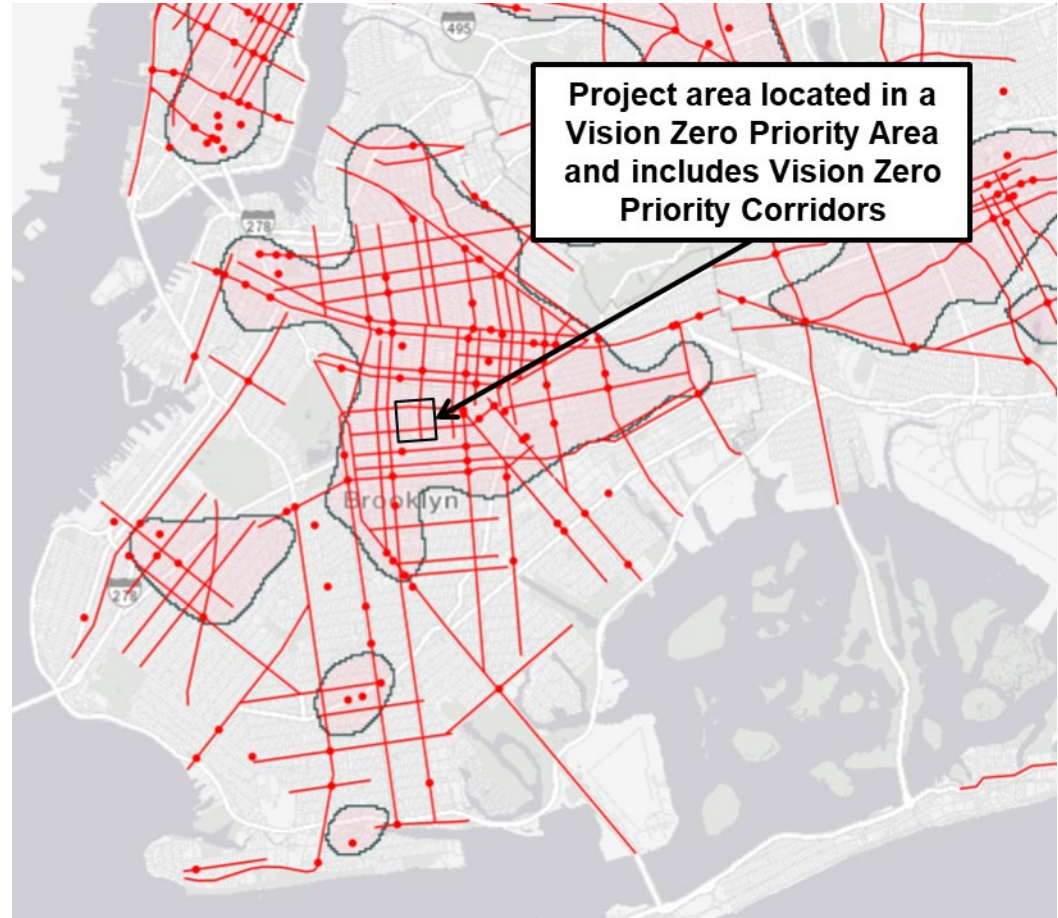 495
Project area located in a
Vision Zero Priority Area
and includes Vision Zero
Priority Corridors
278
Brooklyn
278